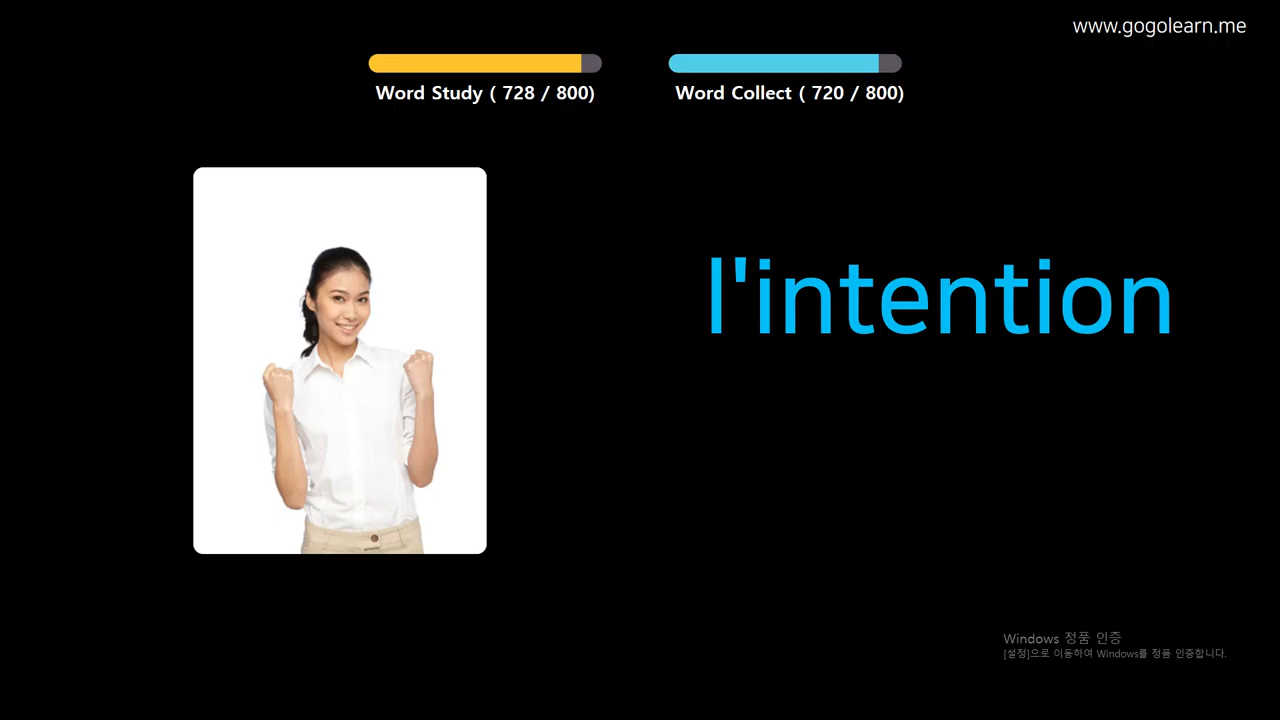 www.gogolearn.me
Word Study ( 728 / 800)
Word Collect ( 720 / 800)
l'intention
Windows 정품 인증
[설정]으로 이동하여 Windows를 정품 인증합니다.